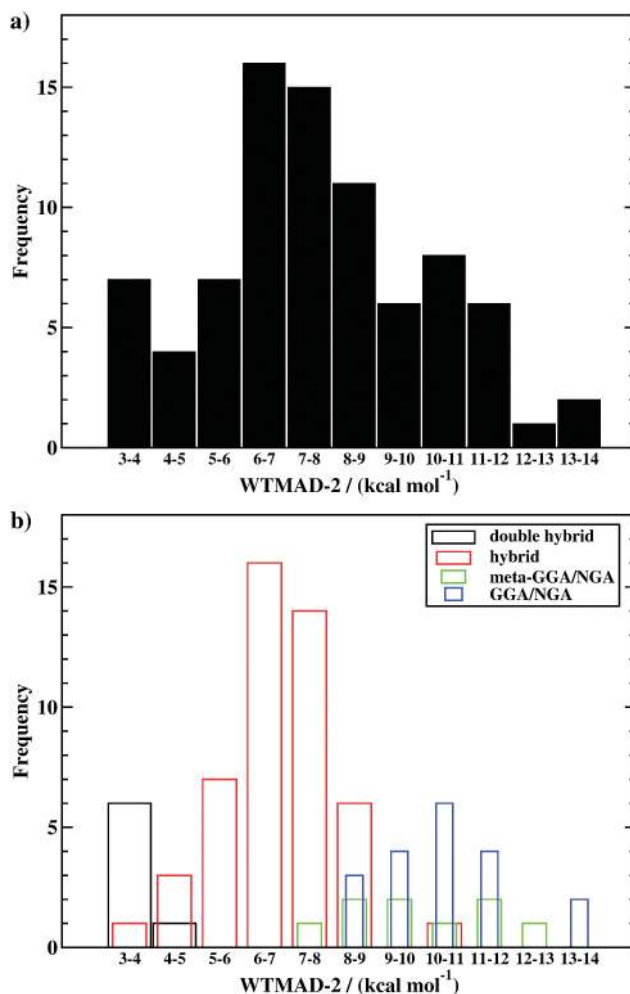 a)
15
10
5
0
Frequency
3-4 4-5 5-6 6-7 7-8 8-9 9-10 10-11 11-12 12-13 13-14
WTMAD-2 / (kcal mol⁻¹)
b)
double hybrid
hybrid
meta-GGA/NGA
GGA/NGA
15
10
5
0
Frequency
3-4 4-5 5-6 6-7 7-8 8-9 9-10 10-11 11-12 12-13 13-14
WTMAD-2 / (kcal mol⁻¹)